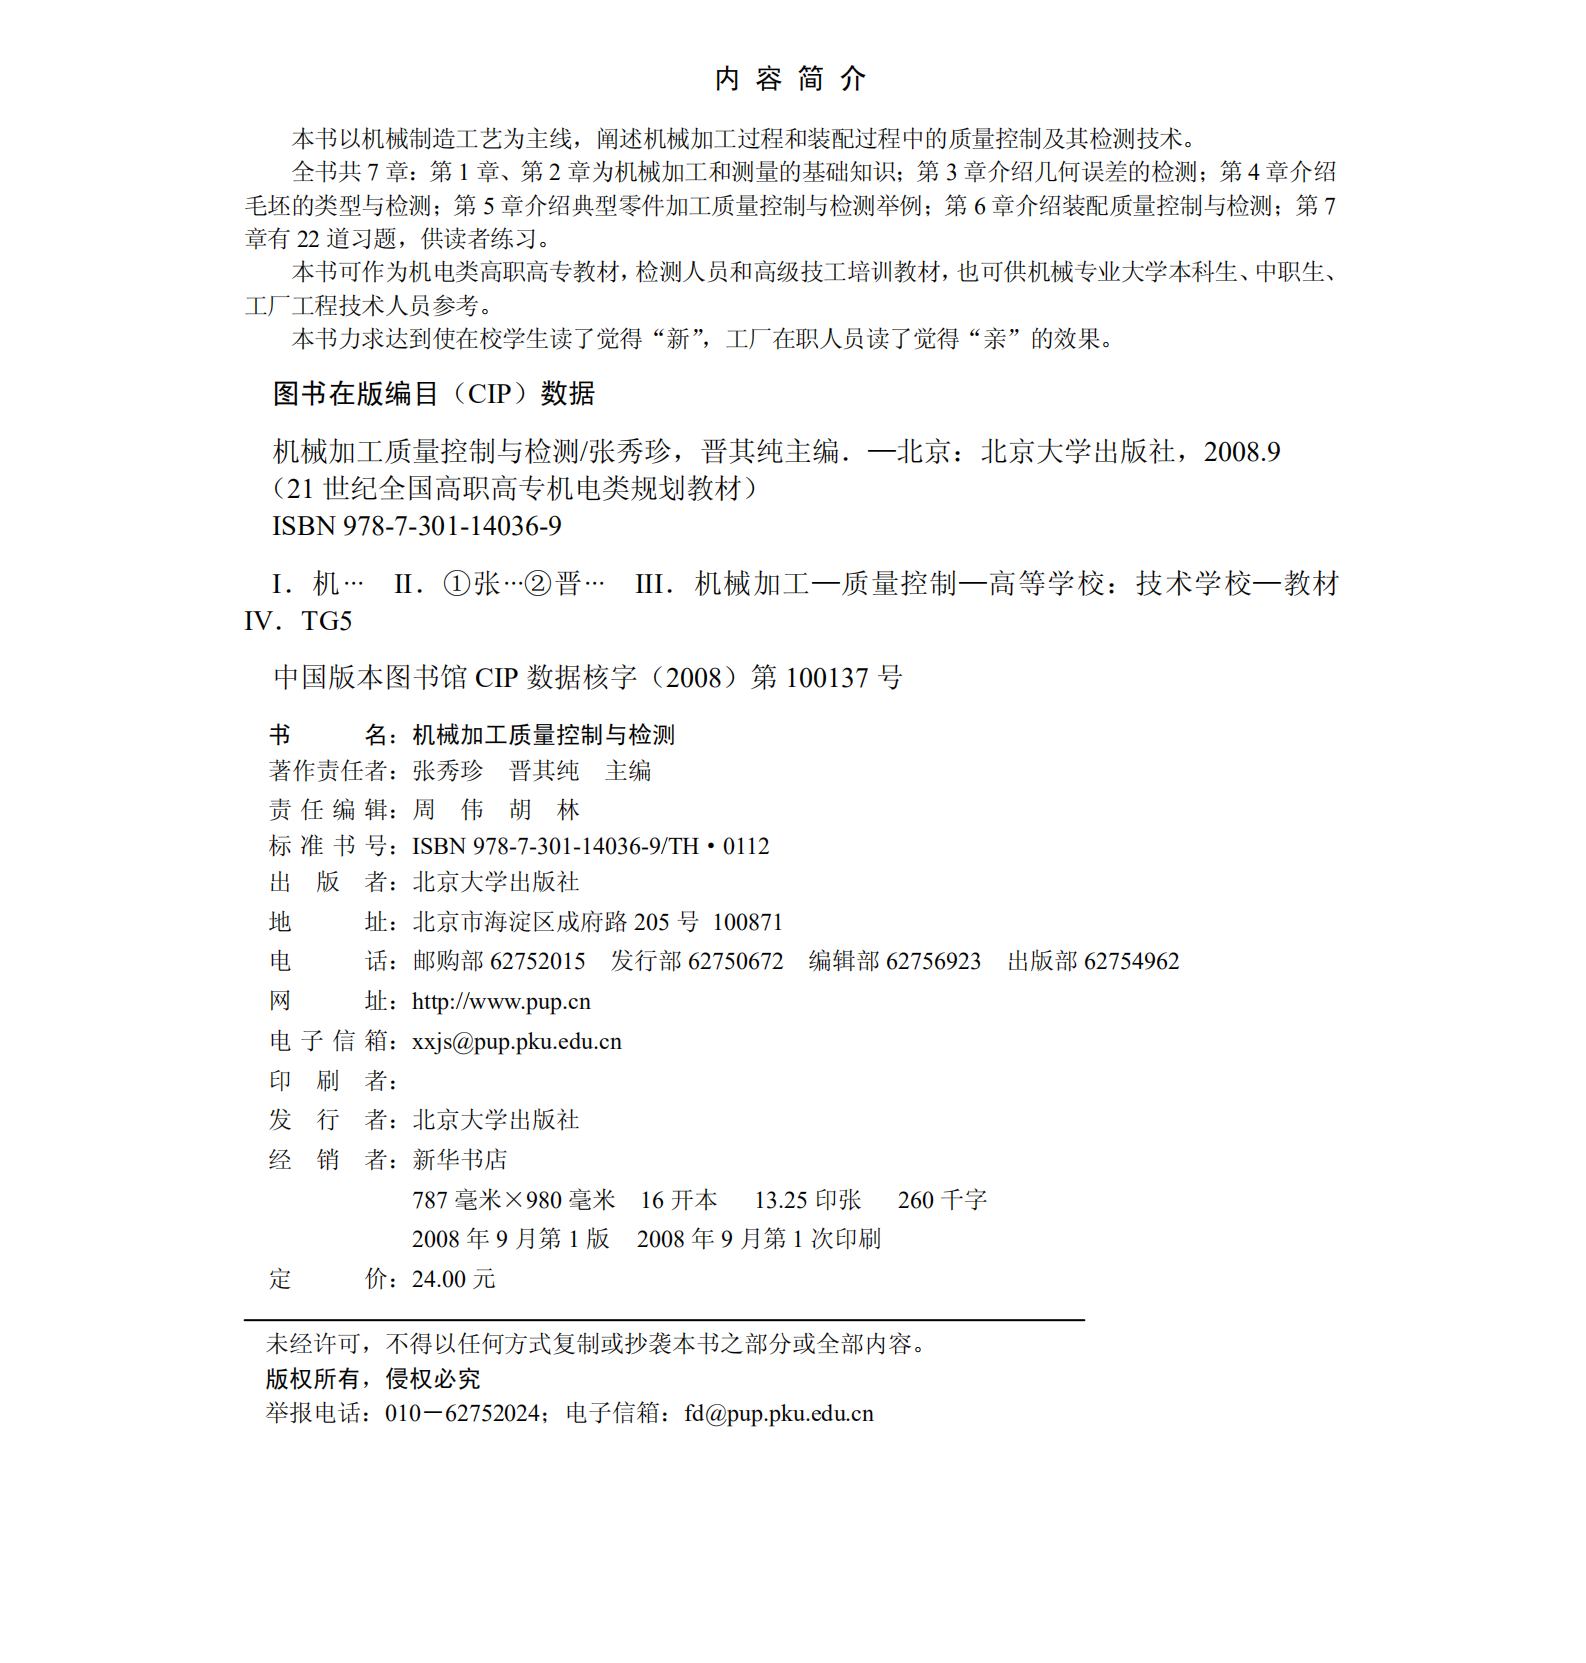 内 容 简 介
本书以机械制造工艺为主线，阐述机械加工过程和装配过程中的质量控制及其检测技术。
全书共 7 章：第 1 章、第 2 章为机械加工和测量的基础知识；第 3 章介绍几何误差的检测；第 4 章介绍
毛坯的类型与检测；第 5 章介绍典型零件加工质量控制与检测举例；第 6 章介绍装配质量控制与检测；第 7
章有 22 道习题，供读者练习。
本书可作为机电类高职高专教材，检测人员和高级技工培训教材，也可供机械专业大学本科生、中职生、
工厂工程技术人员参考。
本书力求达到使在校学生读了觉得“新”，工厂在职人员读了觉得“亲”的效果。
图书在版编目（CIP）数据
机械加工质量控制与检测/张秀珍，晋其纯主编．—北京：北京大学出版社，2008.9
（21 世纪全国高职高专机电类规划教材）
ISBN 978-7-301-14036-9
I．机… II．①张…②晋… III．机械加工—质量控制—高等学校：技术学校—教材
IV．TG5
中国版本图书馆 CIP 数据核字（2008）第 100137 号
书 名：机械加工质量控制与检测
著作责任者：张秀珍 晋其纯 主编
责 任 编 辑：周 伟 胡 林
标 准 书 号：ISBN 978-7-301-14036-9/TH·0112
出 版 者：北京大学出版社
地 址：北京市海淀区成府路 205 号 100871
电 话：邮购部 62752015 发行部 62750672 编辑部 62756923 出版部 62754962
网 址：http://www.pup.cn
电 子 信 箱：xxjs@pup.pku.edu.cn
印 刷 者：
发 行 者：北京大学出版社
经 销 者：新华书店
787 毫米×980 毫米 16 开本 13.25 印张 260 千字
2008 年 9 月第 1 版 2008 年 9 月第 1 次印刷
定 价：24.00 元
未经许可，不得以任何方式复制或抄袭本书之部分或全部内容。
版权所有，侵权必究
举报电话：010－62752024；电子信箱：fd@pup.pku.edu.cn